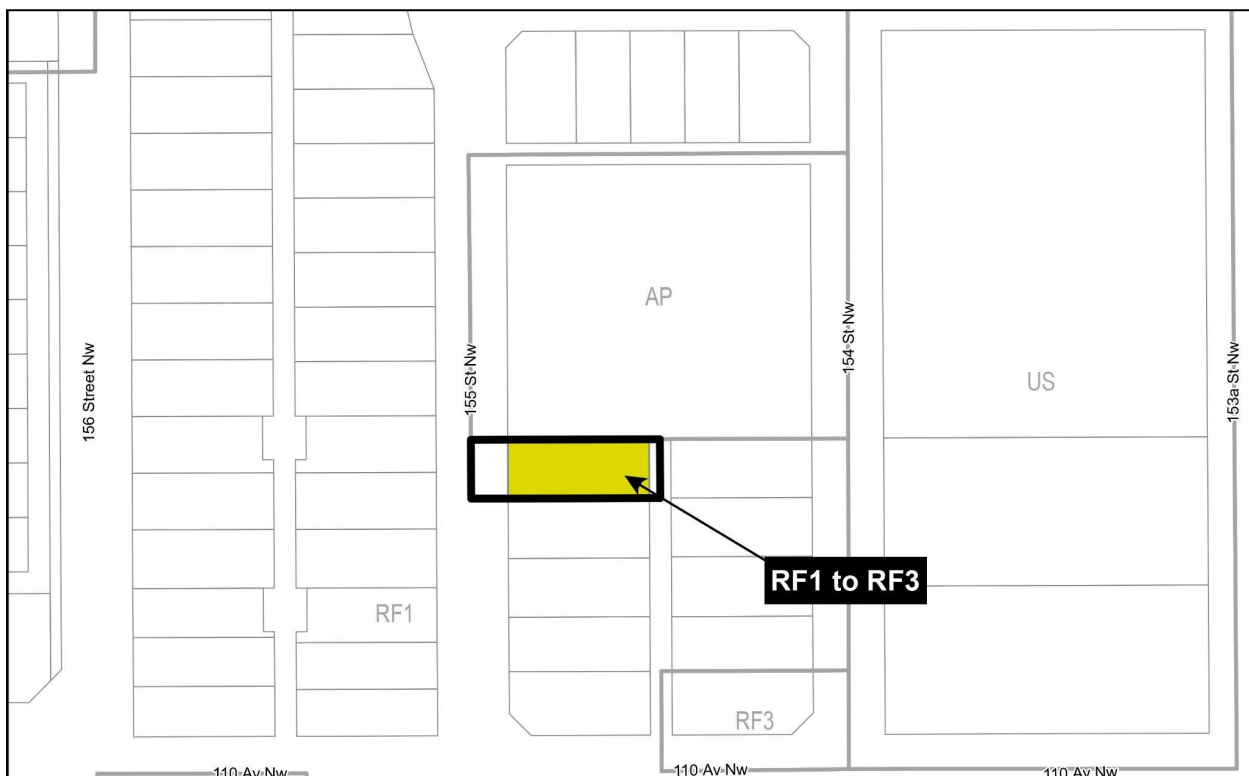 AP
154 St Nw
156 Street Nw
155 St Nw
US
153a St Nw
RF1 to RF3
RF1
RF3
110 Av Nw
110 Av Nw
110 Av Nw